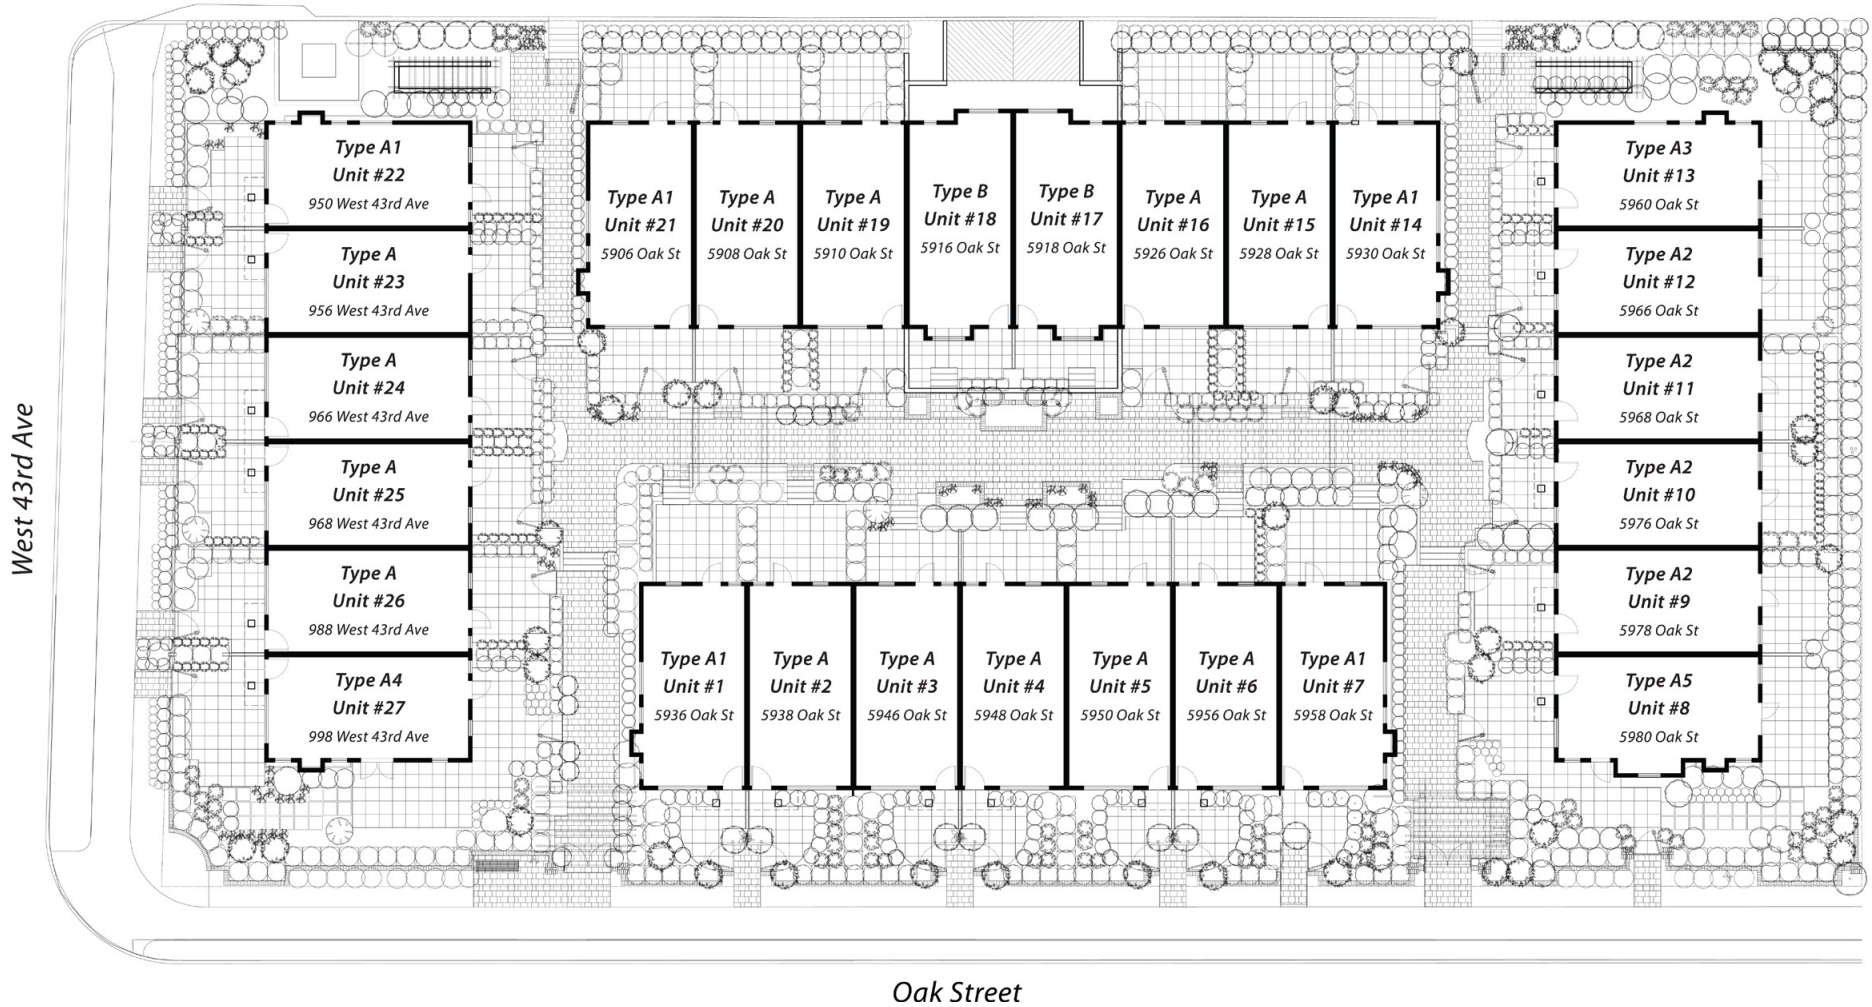 Type A1
Unit #22
950 West 43rd Ave
Type A
Unit #23
956 West 43rd Ave
Type A
Unit #24
966 West 43rd Ave
Type A
Unit #25
968 West 43rd Ave
Type A
Unit #26
988 West 43rd Ave
Type A4
Unit #27
998 West 43rd Ave
Type A1
Unit #21
5906 Oak St
Type A
Unit #20
5908 Oak St
Type A
Unit #19
5910 Oak St
Type B
Unit #18
5916 Oak St
Type B
Unit #17
5918 Oak St
Type A
Unit #16
5926 Oak St
Type A
Unit #15
5928 Oak St
Type A1
Unit #14
5930 Oak St
Type A3
Unit #13
5960 Oak St
Type A2
Unit #12
5966 Oak St
Type A2
Unit #11
5968 Oak St
Type A2
Unit #10
5976 Oak St
Type A2
Unit #9
5978 Oak St
Type A5
Unit #8
5980 Oak St
Type A1
Unit #1
5936 Oak St
Type A
Unit #2
5938 Oak St
Type A
Unit #3
5946 Oak St
Type A
Unit #4
5948 Oak St
Type A
Unit #5
5950 Oak St
Type A
Unit #6
5956 Oak St
Type A1
Unit #7
5958 Oak St
West 43rd Ave
Oak Street